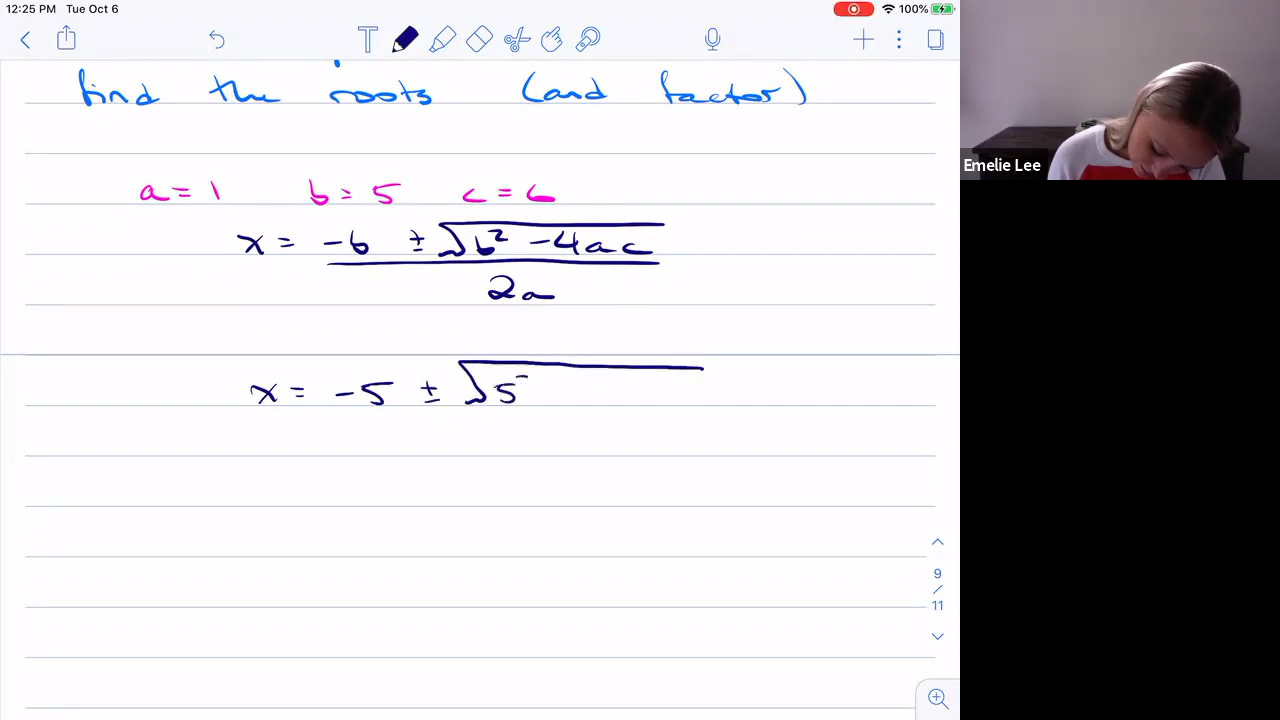 12:25 PM Tue Oct 6 100%
find the roots (and factor)
Emelie Lee
a = 1 b = 5 c = 6
x = -b ± √b² - 4ac
2a
x = -5 ± √5
9
/
11